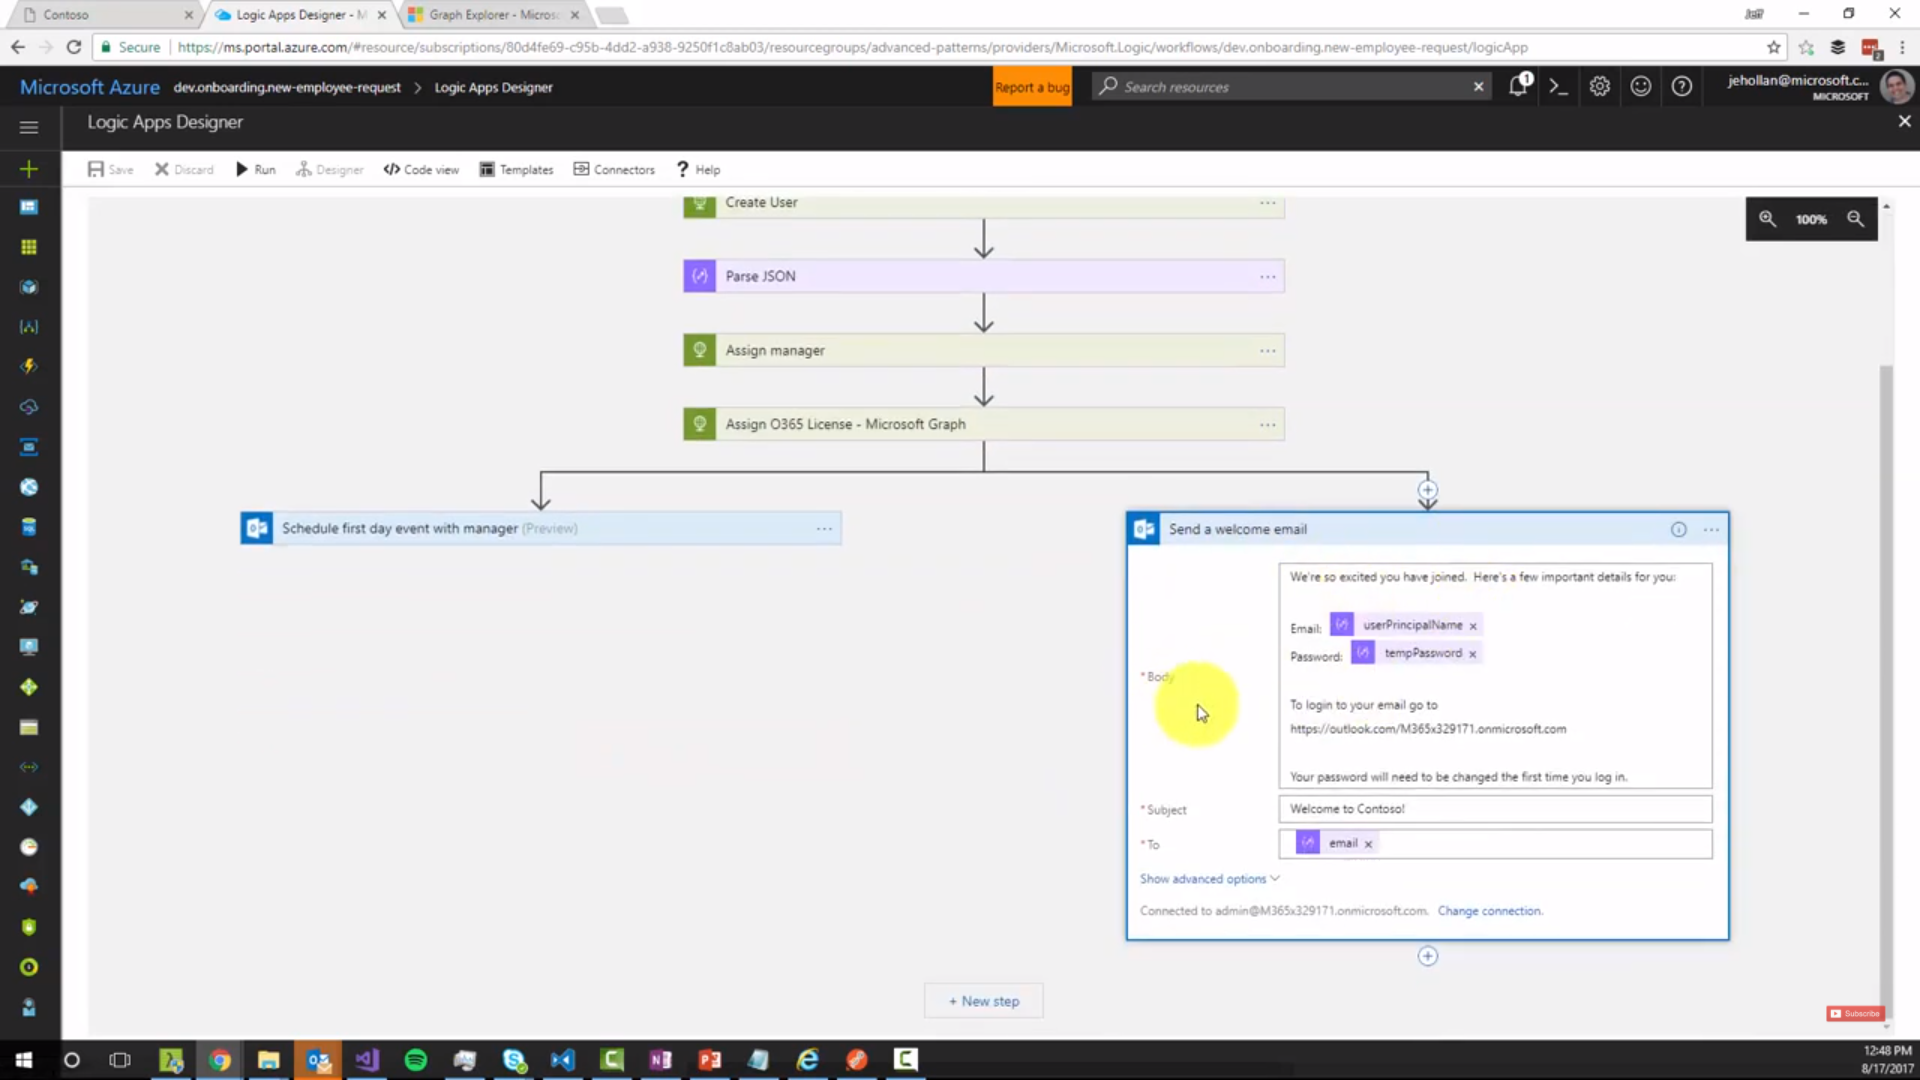 Contoso
Logic Apps Designer - M
Graph Explorer - Microso
Jeff
Secure
https://ms.portal.azure.com/#resource/subscriptions/80d4fe69-c95b-4dd2-a938-9250f1c8ab03/resourcegroups/advanced-patterns/providers/Microsoft.Logic/workflows/dev.onboarding.new-employee-request/logicApp
Microsoft Azure
dev.onboarding.new-employee-request > Logic Apps Designer
Report a bug
Search resources
1
jehollan@microsoft.c...
MICROSOFT
Logic Apps Designer
Save
Discard
Run
Designer
Code view
Templates
Connectors
Help
100%
Create User
Parse JSON
Assign manager
Assign O365 License - Microsoft Graph
Schedule first day event with manager (Preview)
Send a welcome email
We're so excited you have joined. Here's a few important details for you:
Email: userPrincipalName ×
Password: tempPassword ×
* Body
To login to your email go to
https://outlook.com/M365x329171.onmicrosoft.com
Your password will need to be changed the first time you log in.
* Subject
Welcome to Contoso!
* To
email ×
Show advanced options
Connected to admin@M365x329171.onmicrosoft.com. Change connection.
+ New step
Subscribe
12:48 PM
8/17/2017